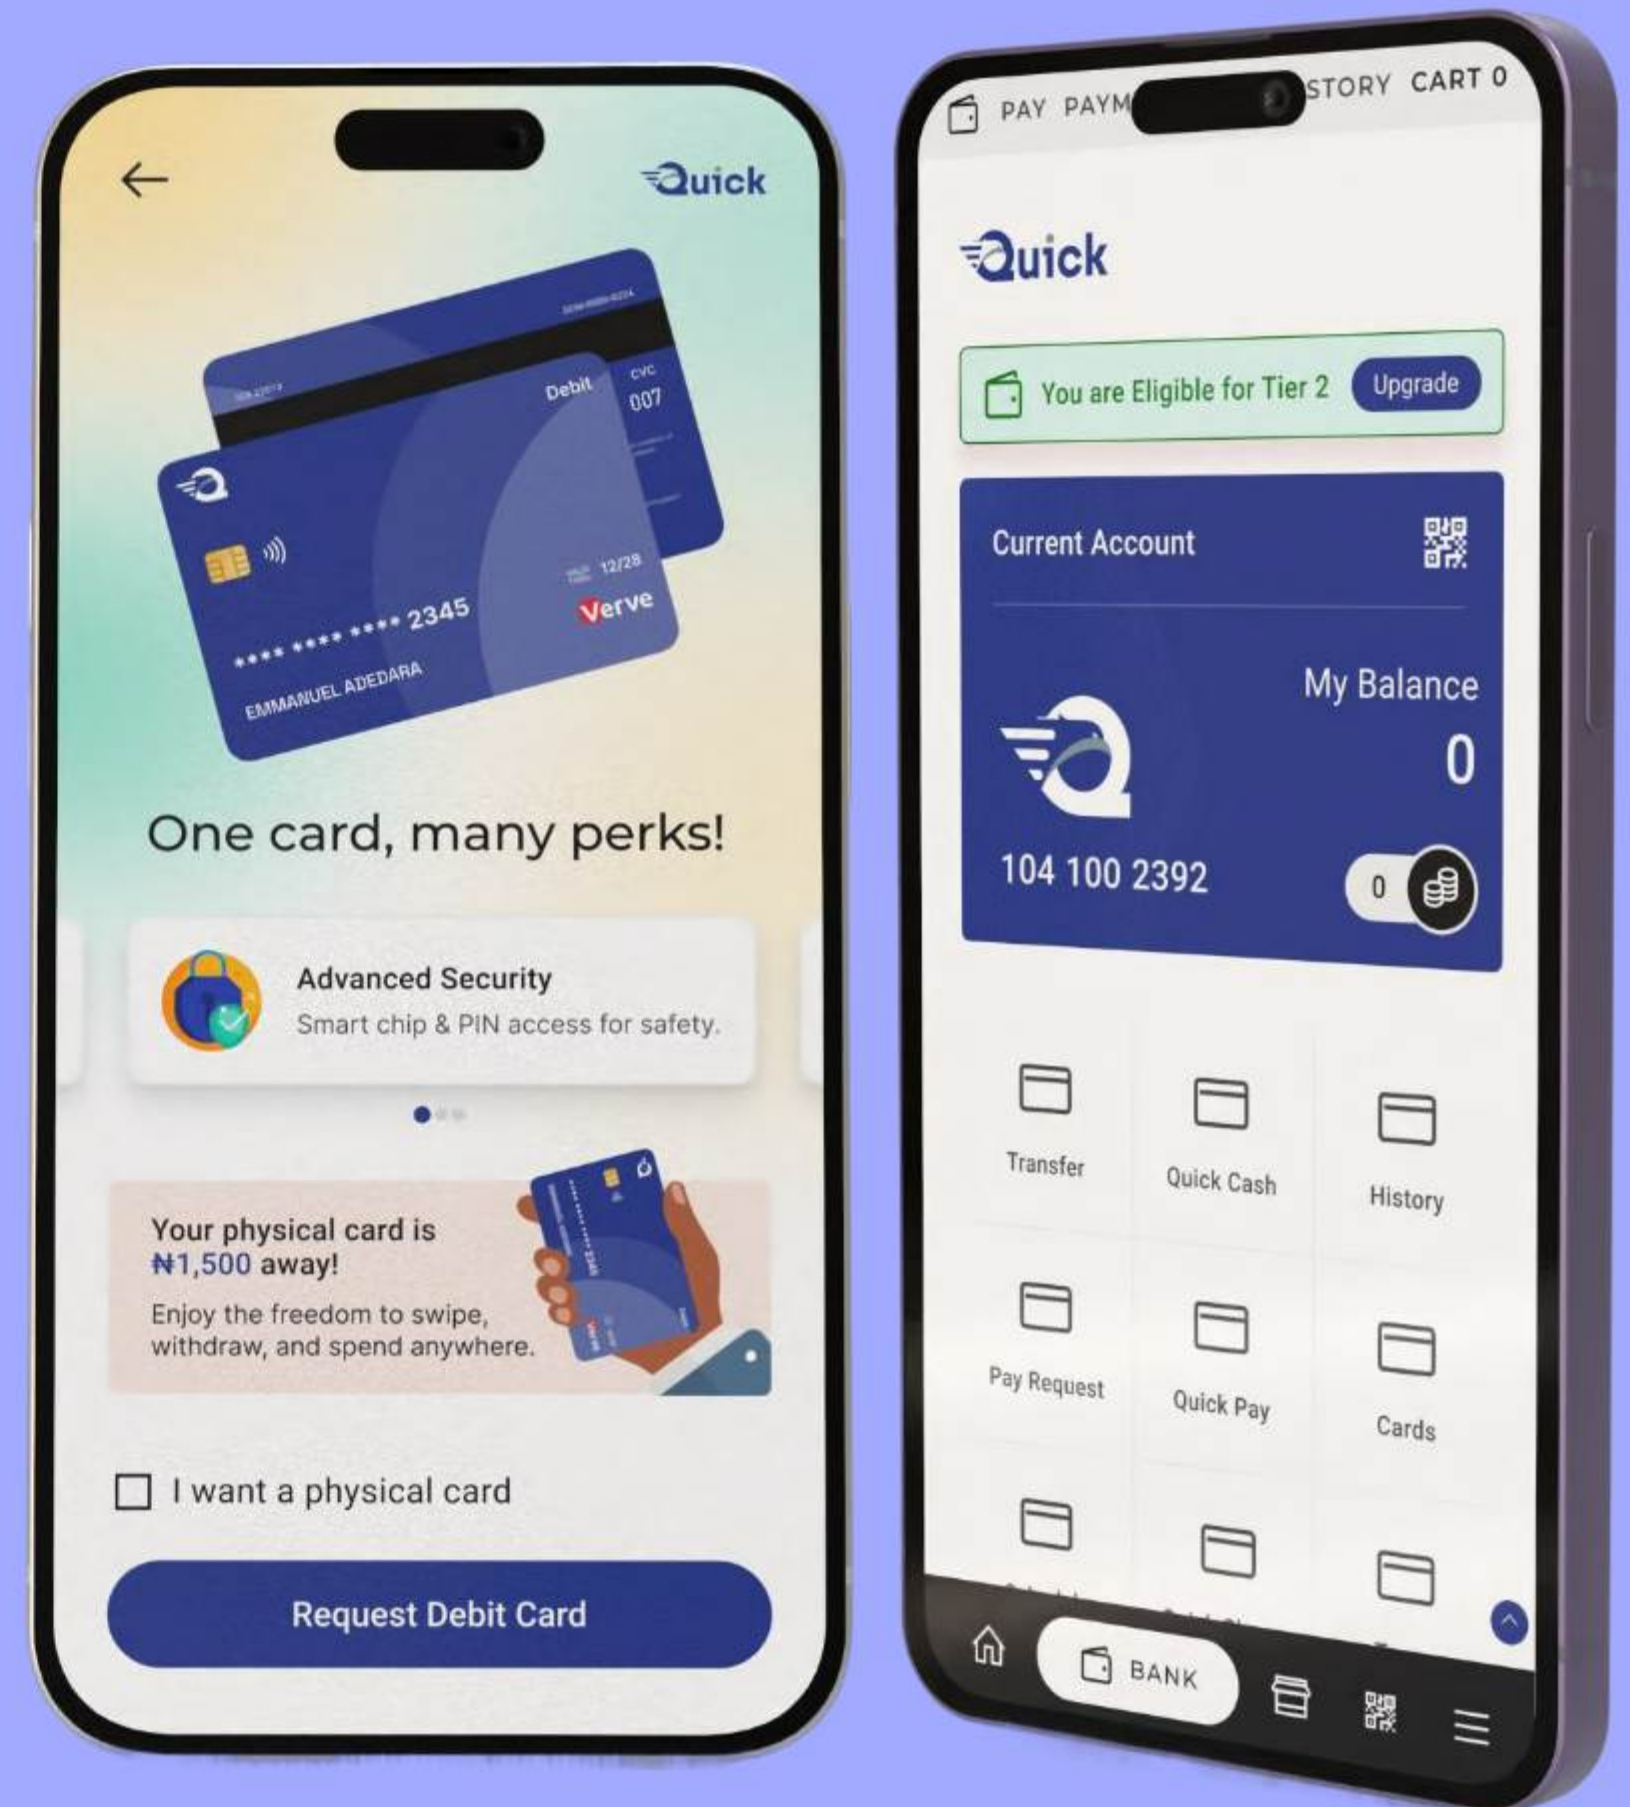 Quick
Debit
CVC
007
12/28
**** **** **** 2345
Verve
EMMANUEL ADEDARA
One card, many perks!
Advanced Security
Smart chip & PIN access for safety.
Your physical card is
₦1,500 away!
Enjoy the freedom to swipe,
withdraw, and spend anywhere.
2345
Verve
I want a physical card
Request Debit Card
PAY PAYM STORY CART 0
Quick
You are Eligible for Tier 2 Upgrade
Current Account
My Balance
0
104 100 2392
0
Transfer
Quick Cash
History
Pay Request
Quick Pay
Cards
BANK